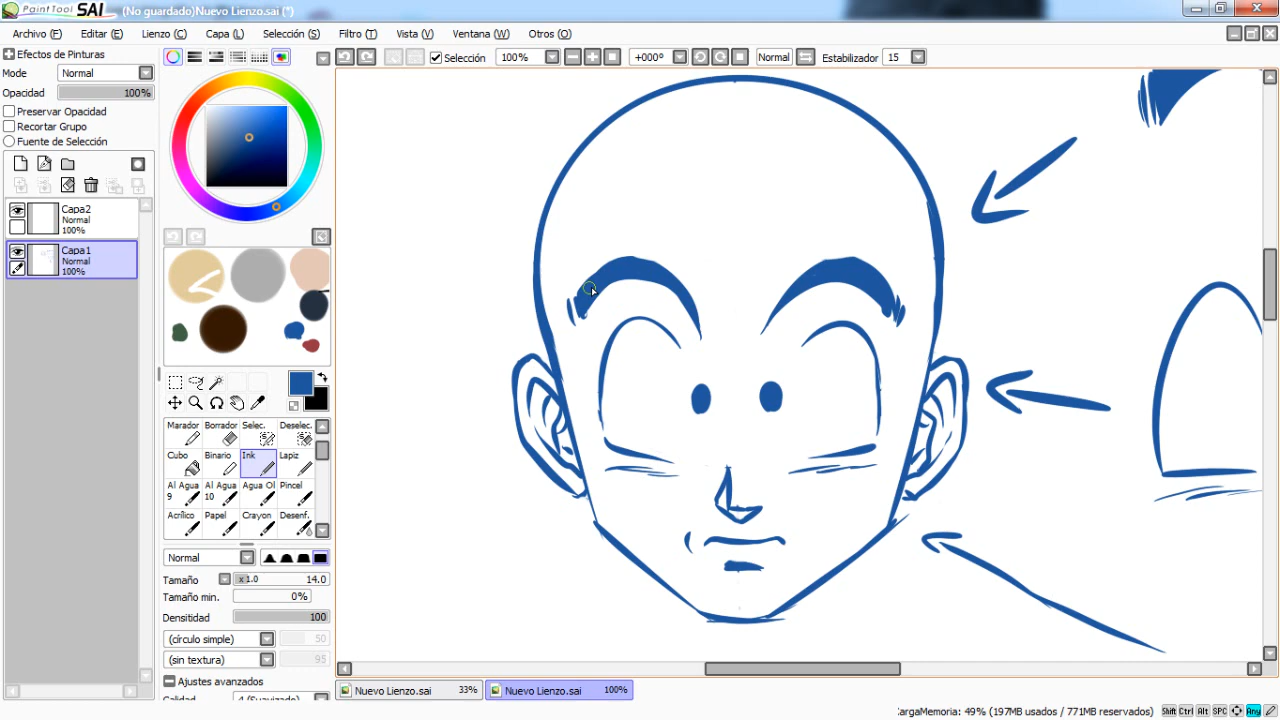 PaintTool SAI (No guardado)Nuevo Lienzo.sai (*)
Archivo (F) Editar (E) Lienzo (C) Capa (L) Selección (S) Filtro (T) Vista (V) Ventana (W) Otros (O)
Efectos de Pinturas
Selección 100% +000º Normal Estabilizador 15
Modo Normal
Opacidad 100%
Preservar Opacidad
Recortar Grupo
Fuente de Selección
Capa2
Normal
100%
Capa1
Normal
100%
Marador Borrador Selec. Deselec.
Cubo Binario Ink Lapiz
Al Agua 9 Al Agua 10 Agua Ol Pincel
Acrílico Papel Crayon Desenf.
Normal
Tamaño x1.0 14.0
Tamaño min. 0%
Densitidad 100
(círculo simple) 50
(sin textura) 95
Ajustes avanzados
Calidad 4 (Suavizado)
Nuevo Lienzo.sai 33% Nuevo Lienzo.sai 100%
CargaMemoria: 49% (197MB usados / 771MB reservados) Shift Ctrl Alt SPC Any